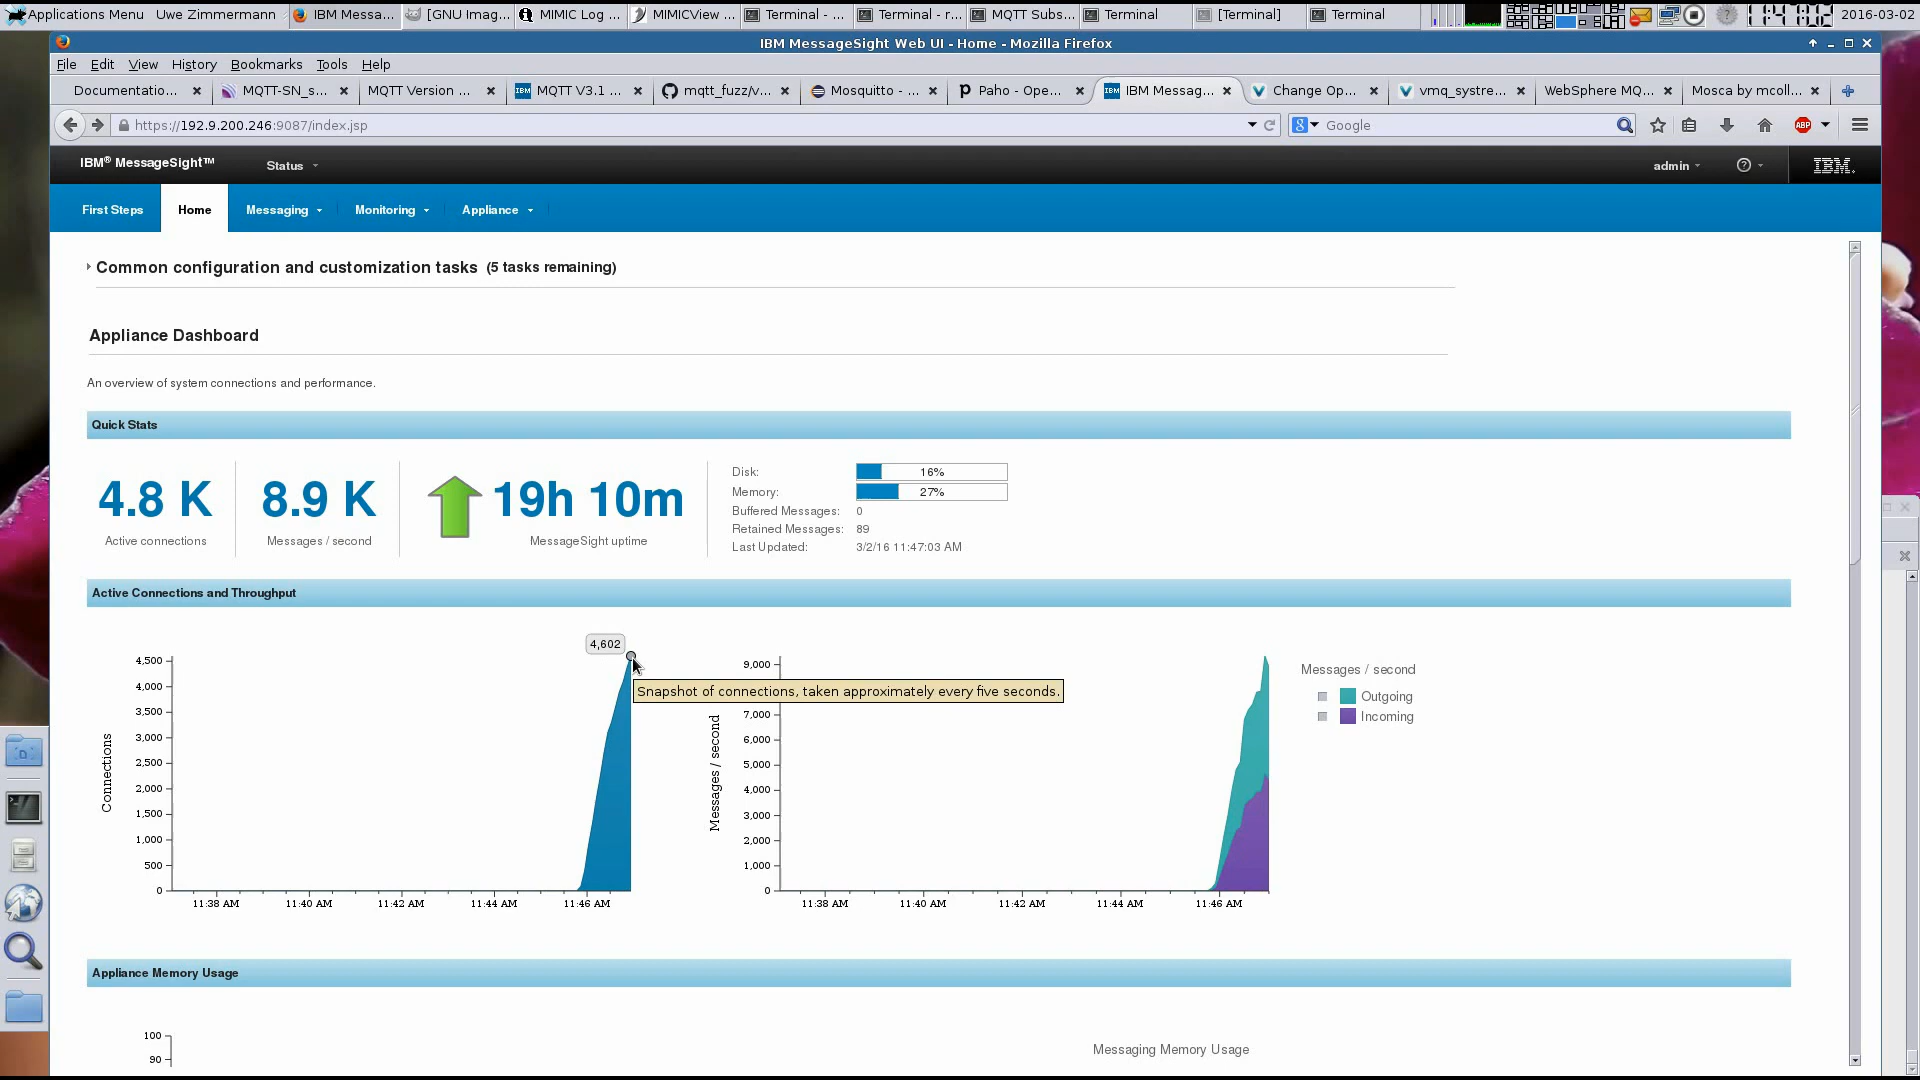 Applications Menu Uwe Zimmermann IBM Messa... [GNU Imag... MIMIC Log ... MIMICView ... Terminal - ... Terminal - r... MQTT Subs... Terminal [Terminal] Terminal 2016-03-02
IBM MessageSight Web UI - Home - Mozilla Firefox
File Edit View History Bookmarks Tools Help
Documentatio... MQTT-SN_s... MQTT Version ... IBM MQTT V3.1 ... mqtt_fuzz/v... Mosquitto - ... Paho - Ope... IBM IBM Messag... Change Op... vmq_systre... WebSphere MQ... Mosca by mcoll...
https://192.9.200.246:9087/index.jsp Google ABP
IBM® MessageSight™ Status admin IBM.
First Steps Home Messaging Monitoring Appliance
Common configuration and customization tasks (5 tasks remaining)
Appliance Dashboard
An overview of system connections and performance.
Quick Stats
4.8 K 8.9 K 19h 10m
Active connections Messages / second MessageSight uptime
Disk: 16%
Memory: 27%
Buffered Messages: 0
Retained Messages: 89
Last Updated: 3/2/16 11:47:03 AM
Active Connections and Throughput
4,602
Snapshot of connections, taken approximately every five seconds.
Connections
4,500
4,000
3,500
3,000
2,500
2,000
1,500
1,000
500
0
11:38 AM 11:40 AM 11:42 AM 11:44 AM 11:46 AM
Messages / second
9,000
7,000
6,000
5,000
4,000
3,000
2,000
1,000
0
11:38 AM 11:40 AM 11:42 AM 11:44 AM 11:46 AM
Messages / second
Outgoing
Incoming
Appliance Memory Usage
100
90
Messaging Memory Usage